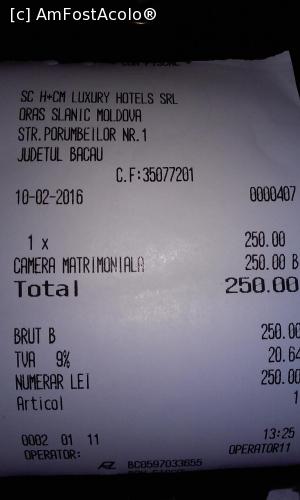 [c] AmFostAcolo®
SC H+CM LUXURY HOTELS SRL
ORAS SLANIC MOLDOVA
STR.PORUMBEILOR NR.1
JUDETUL BACAU
C.F:35077201
10-02-2016 0000407
1 x 250.00
CAMERA MATRIMONIALA 250.00 B
Total 250.00
BRUT B 250.00
TVA 9% 20.64
NUMERAR LEI 250.00
Articol 1
0002 01 11 13:25
OPERATOR: OPERATOR11
BC0597033655